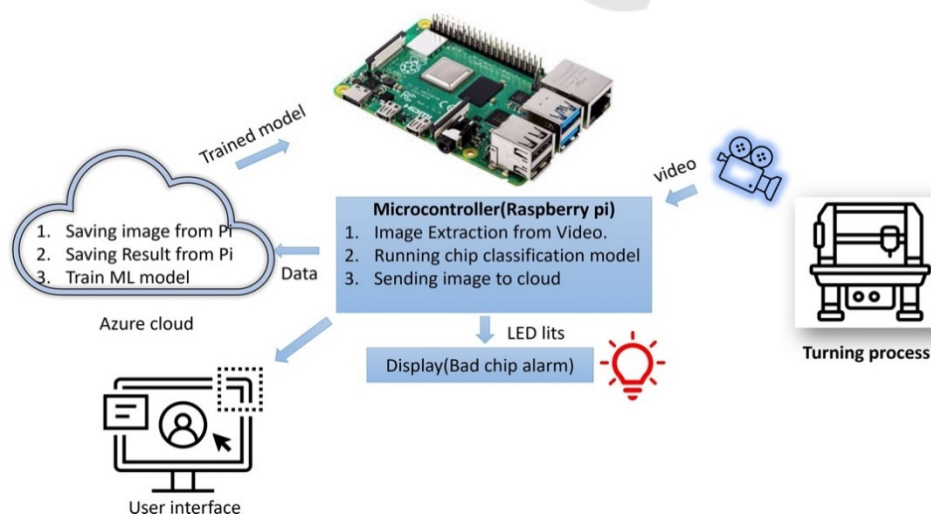 Trained model
video
Microcontroller(Raspberry pi)
1. Image Extraction from Video.
2. Running chip classification model
3. Sending image to cloud
1. Saving image from Pi
2. Saving Result from Pi
3. Train ML model
Data
Azure cloud
LED lits
Display(Bad chip alarm)
Turning process
User interface